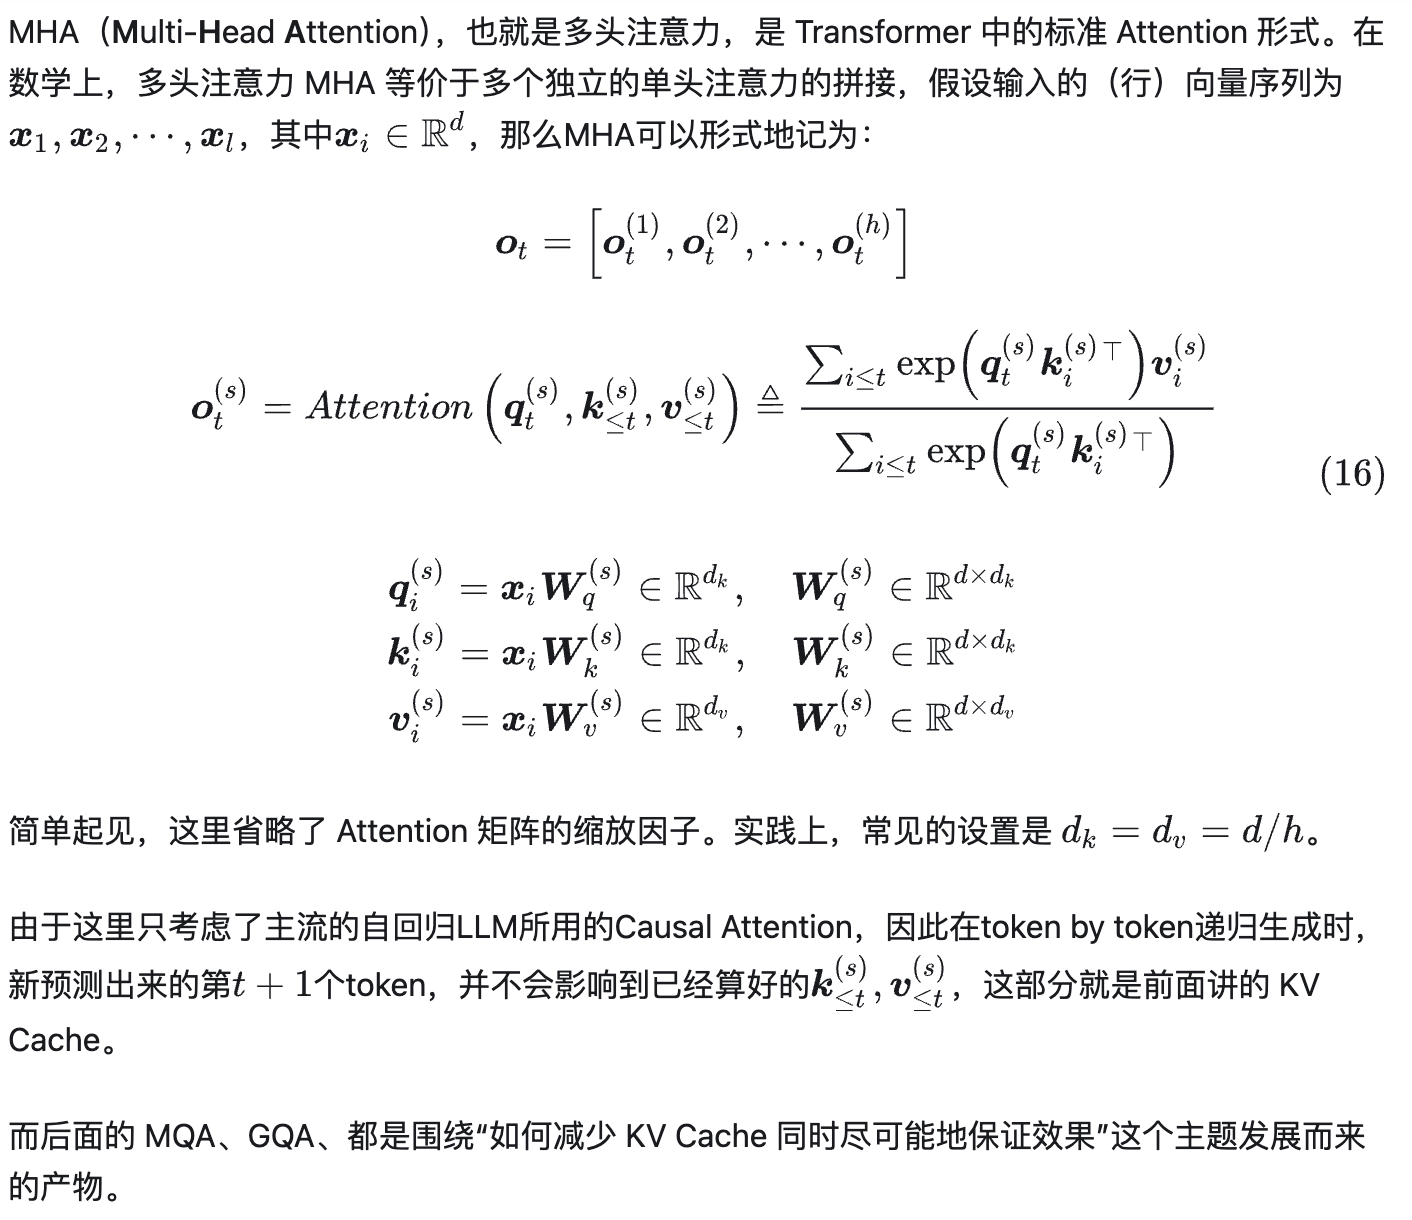 MHA（Multi-Head Attention），也就是多头注意力，是 Transformer 中的标准 Attention 形式。在
数学上，多头注意力 MHA 等价于多个独立的单头注意力的拼接，假设输入的（行）向量序列为
$\boldsymbol{x}_1, \boldsymbol{x}_2, \cdots, \boldsymbol{x}_l$，其中$\boldsymbol{x}_i \in \mathbb{R}^d$，那么MHA可以形式地记为：
$\boldsymbol{o}_t = \left[\boldsymbol{o}_t^{(1)}, \boldsymbol{o}_t^{(2)}, \cdots, \boldsymbol{o}_t^{(h)}\right]$
$\boldsymbol{o}_t^{(s)} = Attention\left(\boldsymbol{q}_t^{(s)}, \boldsymbol{k}_{\leq t}^{(s)}, \boldsymbol{v}_{\leq t}^{(s)}\right) \triangleq \frac{\sum_{i\leq t} \exp\left(\boldsymbol{q}_t^{(s)} \boldsymbol{k}_i^{(s)\top}\right) \boldsymbol{v}_i^{(s)}}{\sum_{i\leq t} \exp\left(\boldsymbol{q}_t^{(s)} \boldsymbol{k}_i^{(s)\top}\right)}$
(16)
$\boldsymbol{q}_i^{(s)} = \boldsymbol{x}_i \boldsymbol{W}_q^{(s)} \in \mathbb{R}^{d_k}, \quad \boldsymbol{W}_q^{(s)} \in \mathbb{R}^{d \times d_k}$
$\boldsymbol{k}_i^{(s)} = \boldsymbol{x}_i \boldsymbol{W}_k^{(s)} \in \mathbb{R}^{d_k}, \quad \boldsymbol{W}_k^{(s)} \in \mathbb{R}^{d \times d_k}$
$\boldsymbol{v}_i^{(s)} = \boldsymbol{x}_i \boldsymbol{W}_v^{(s)} \in \mathbb{R}^{d_v}, \quad \boldsymbol{W}_v^{(s)} \in \mathbb{R}^{d \times d_v}$
简单起见，这里省略了 Attention 矩阵的缩放因子。实践上，常见的设置是 $d_k = d_v = d/h$。
由于这里只考虑了主流的自回归LLM所用的Causal Attention，因此在token by token递归生成时，
新预测出来的第$t+1$个token，并不会影响到已经算好的$\boldsymbol{k}_{\leq t}^{(s)}, \boldsymbol{v}_{\leq t}^{(s)}$，这部分就是前面讲的 KV
Cache。
而后面的 MQA、GQA、都是围绕“如何减少 KV Cache 同时尽可能地保证效果”这个主题发展而来
的产物。